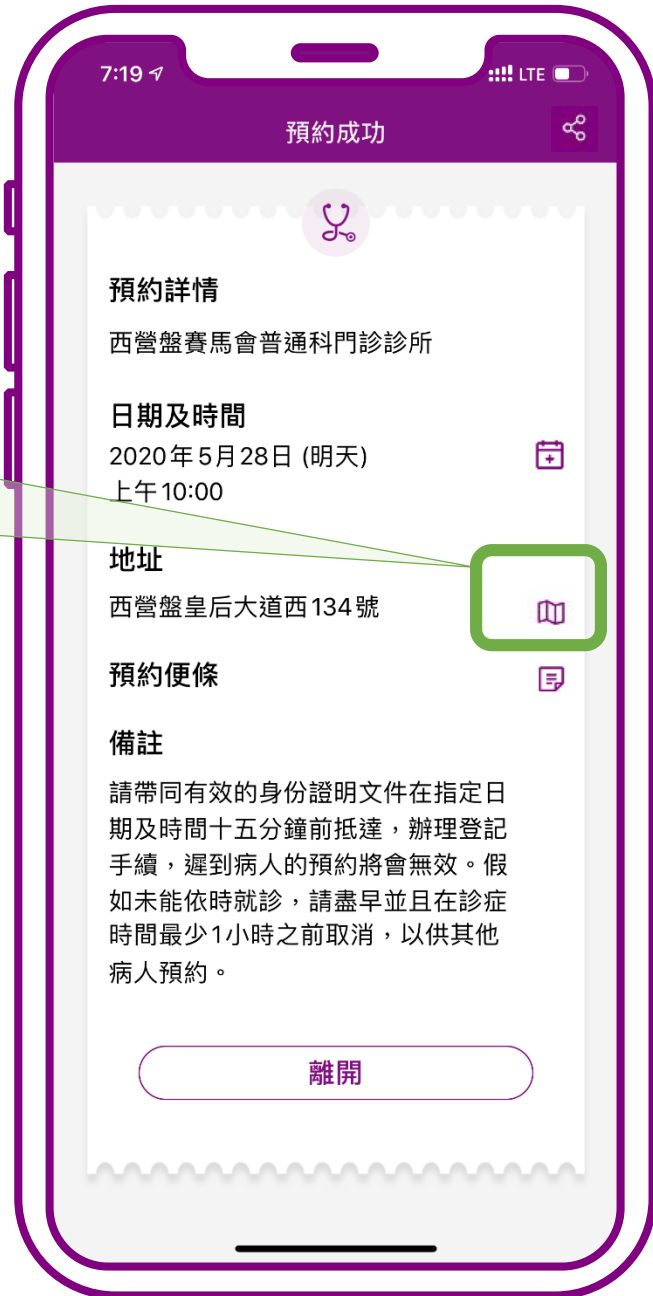 7:19
LTE
預約成功
預約詳情
西營盤賽馬會普通科門診診所
日期及時間
2020年5月28日 (明天)
上午10:00
地址
西營盤皇后大道西134號
預約便條
備註
請帶同有效的身份證明文件在指定日
期及時間十五分鐘前抵達，辦理登記
手續，遲到病人的預約將會無效。假
如未能依時就診，請盡早並且在診症
時間最少1小時之前取消，以供其他
病人預約。
離開